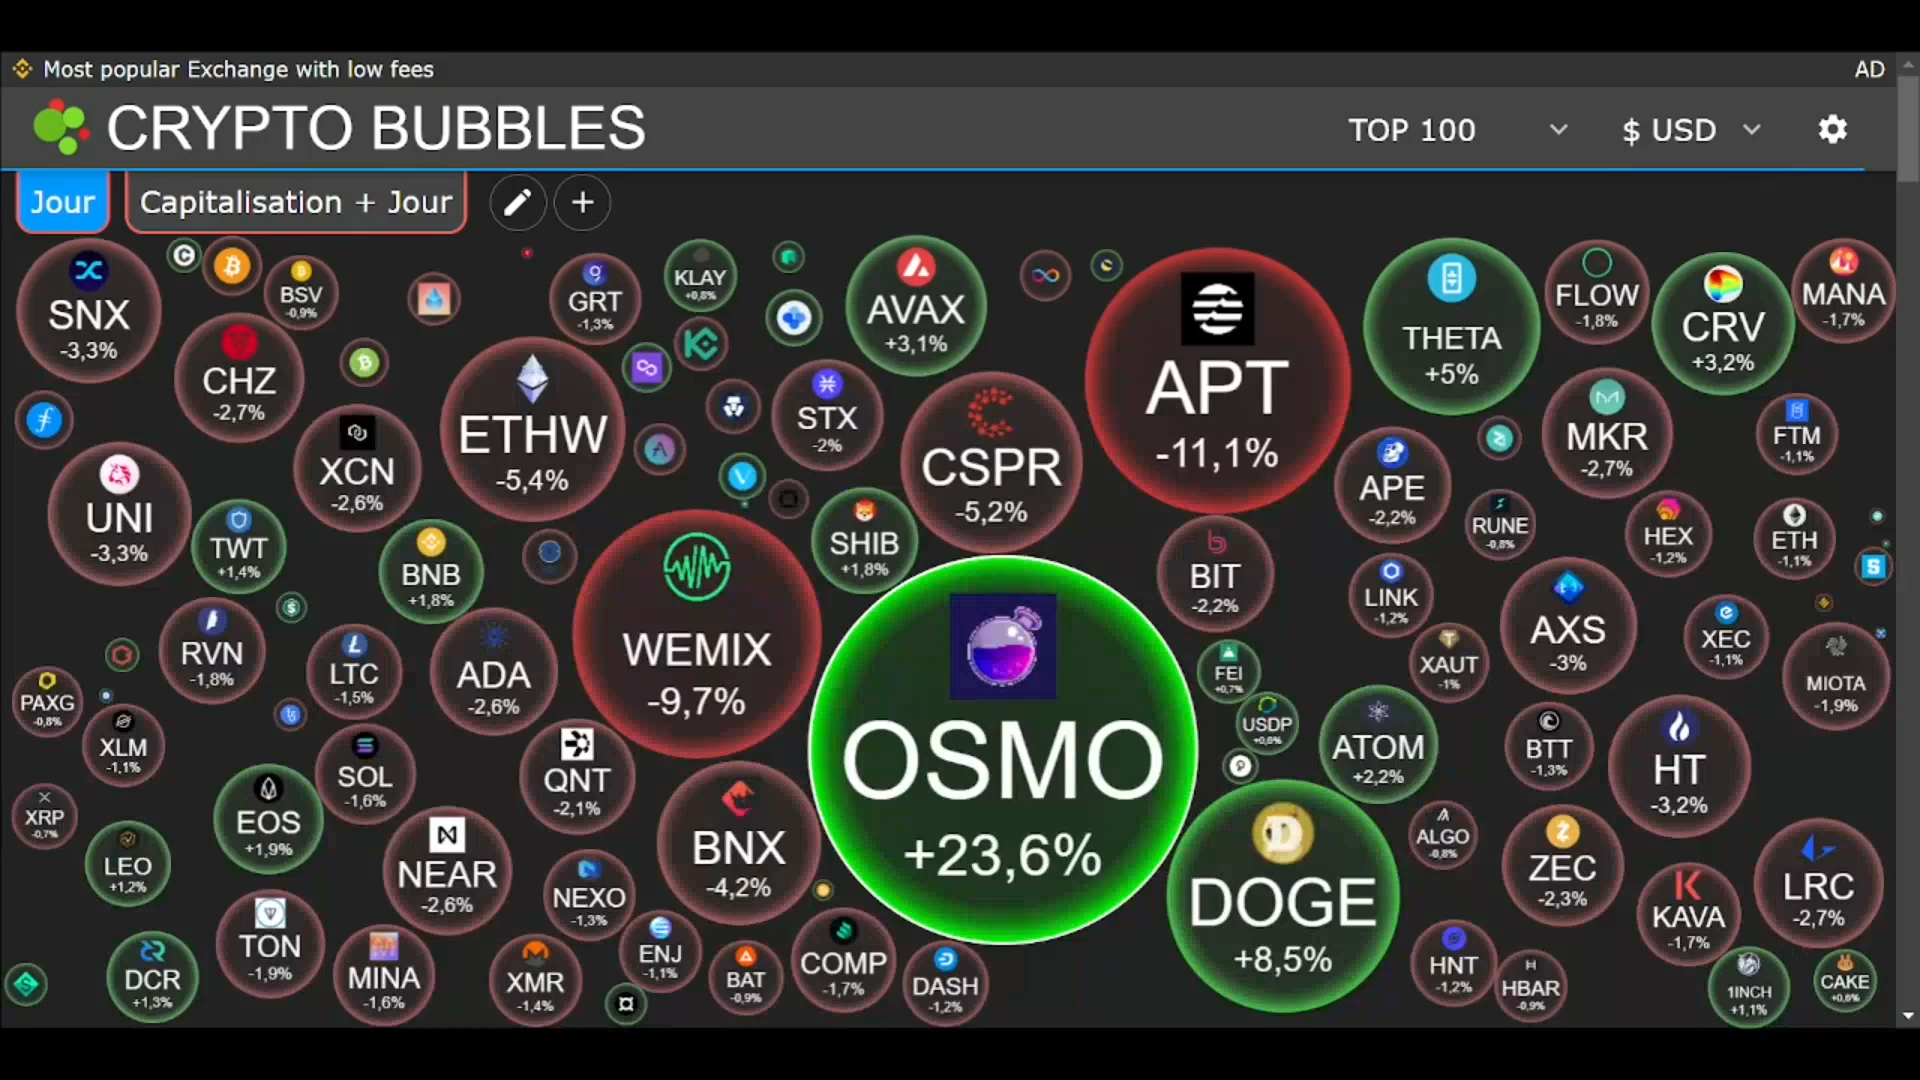 Most popular Exchange with low fees
AD
CRYPTO BUBBLES
TOP 100
$ USD
Jour
Capitalisation + Jour
SNX
-3,3%
BSV
-0,9%
GRT
-1,3%
KLAY
+0,8%
AVAX
+3,1%
APT
-11,1%
THETA
+5%
FLOW
-1,8%
CRV
+3,2%
MANA
-1,7%
CHZ
-2,7%
ETHW
-5,4%
STX
-2%
CSPR
-5,2%
MKR
-2,7%
FTM
-1,1%
XCN
-2,6%
APE
-2,2%
UNI
-3,3%
TWT
+1,4%
BNB
+1,8%
SHIB
+1,8%
RUNE
-0,8%
HEX
-1,2%
ETH
-1,1%
BIT
-2,2%
LINK
-1,2%
WEMIX
-9,7%
OSMO
+23,6%
RVN
-1,8%
LTC
-1,5%
ADA
-2,6%
FEI
+0,7%
XAUT
-1%
AXS
-3%
XEC
-1,1%
MIOTA
-1,9%
PAXG
-0,8%
XLM
-1,1%
USDP
+0,6%
ATOM
+2,2%
BTT
-1,3%
HT
-3,2%
SOL
-1,6%
QNT
-2,1%
XRP
-0,7%
EOS
+1,9%
BNX
-4,2%
DOGE
+8,5%
ALGO
-0,8%
ZEC
-2,3%
LRC
-2,7%
LEO
+1,2%
NEAR
-2,6%
NEXO
-1,3%
KAVA
-1,7%
TON
-1,9%
MINA
-1,6%
ENJ
-1,1%
COMP
-1,7%
HNT
-1,2%
DCR
+1,3%
XMR
-1,4%
BAT
-0,9%
DASH
-1,2%
HBAR
-0,9%
1INCH
+1,1%
CAKE
+0,6%